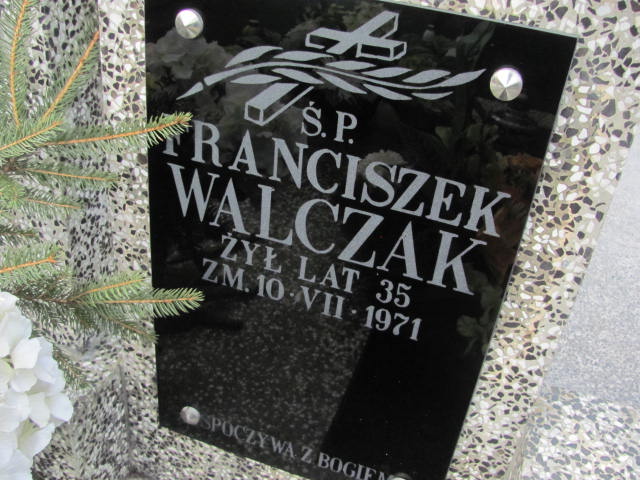 Ś.P.
FRANCISZEK
WALCZAK
ŻYŁ LAT 35
ZM. 10·VII·1971
SPOCZYWA Z BOGIEM